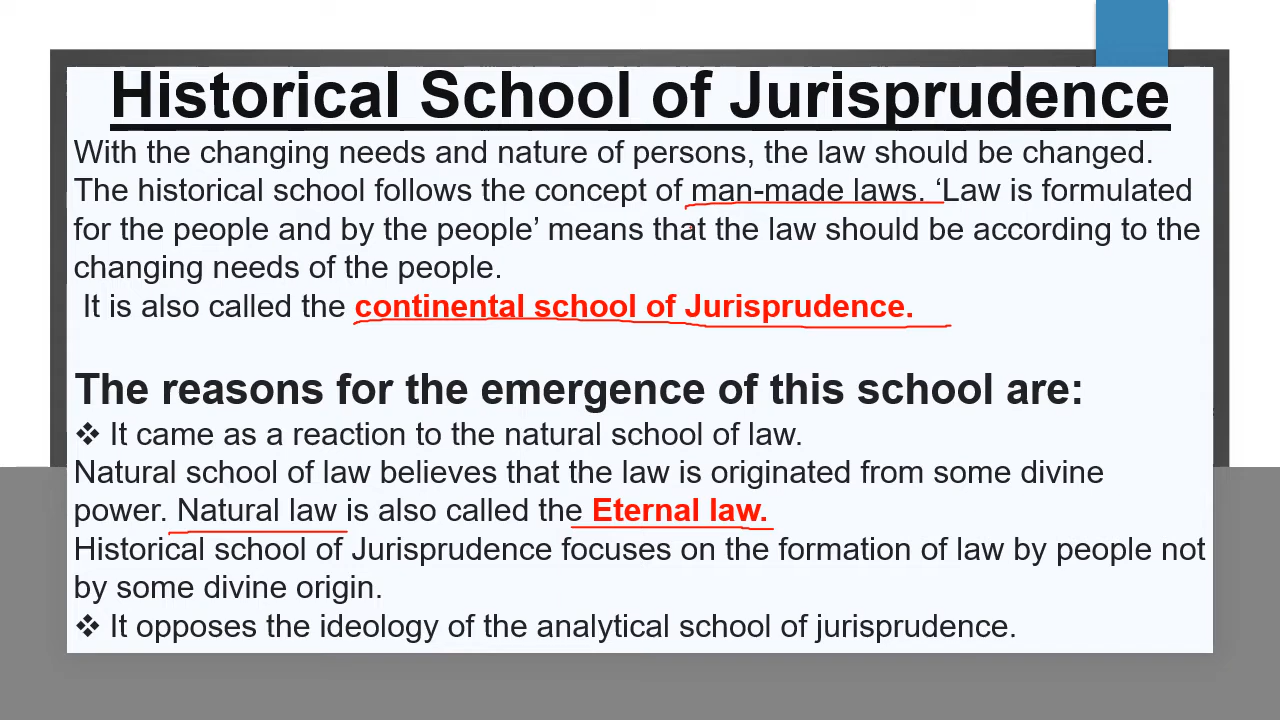 Historical School of Jurisprudence
With the changing needs and nature of persons, the law should be changed.
The historical school follows the concept of man-made laws. ‘Law is formulated
for the people and by the people’ means that the law should be according to the
changing needs of the people.
It is also called the continental school of Jurisprudence.
The reasons for the emergence of this school are:
❖ It came as a reaction to the natural school of law.
Natural school of law believes that the law is originated from some divine
power. Natural law is also called the Eternal law.
Historical school of Jurisprudence focuses on the formation of law by people not
by some divine origin.
❖ It opposes the ideology of the analytical school of jurisprudence.